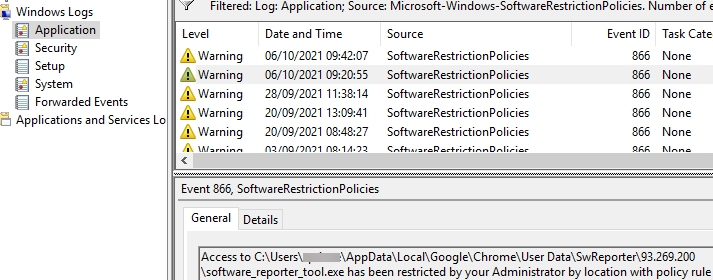 Windows Logs
Application
Security
Setup
System
Forwarded Events
Applications and Services Lo
Filtered: Log: Application; Source: Microsoft-Windows-SoftwareRestrictionPolicies. Number of e
Level Date and Time Source Event ID Task Cate
Warning 06/10/2021 09:42:07 SoftwareRestrictionPolicies 866 None
Warning 06/10/2021 09:20:55 SoftwareRestrictionPolicies 866 None
Warning 28/09/2021 11:38:14 SoftwareRestrictionPolicies 866 None
Warning 20/09/2021 13:09:41 SoftwareRestrictionPolicies 866 None
Warning 20/09/2021 08:48:27 SoftwareRestrictionPolicies 866 None
Warning 03/09/2021 08:14:23 SoftwareRestrictionPolicies 866 None
Event 866, SoftwareRestrictionPolicies
General Details
Access to C:\Users\ \AppData\Local\Google\Chrome\User Data\SwReporter\93.269.200
\software_reporter_tool.exe has been restricted by your Administrator by location with policy rule